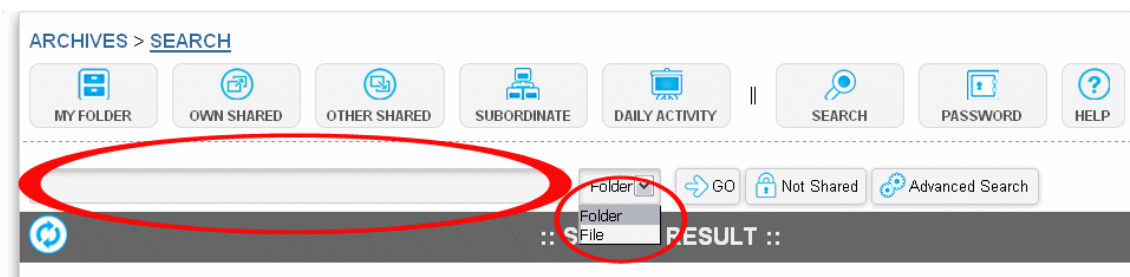 ARCHIVES > SEARCH
MY FOLDER OWN SHARED OTHER SHARED SUBORDINATE DAILY ACTIVITY || SEARCH PASSWORD HELP
Folder GO Not Shared Advanced Search
Folder
File
:: S RESULT ::